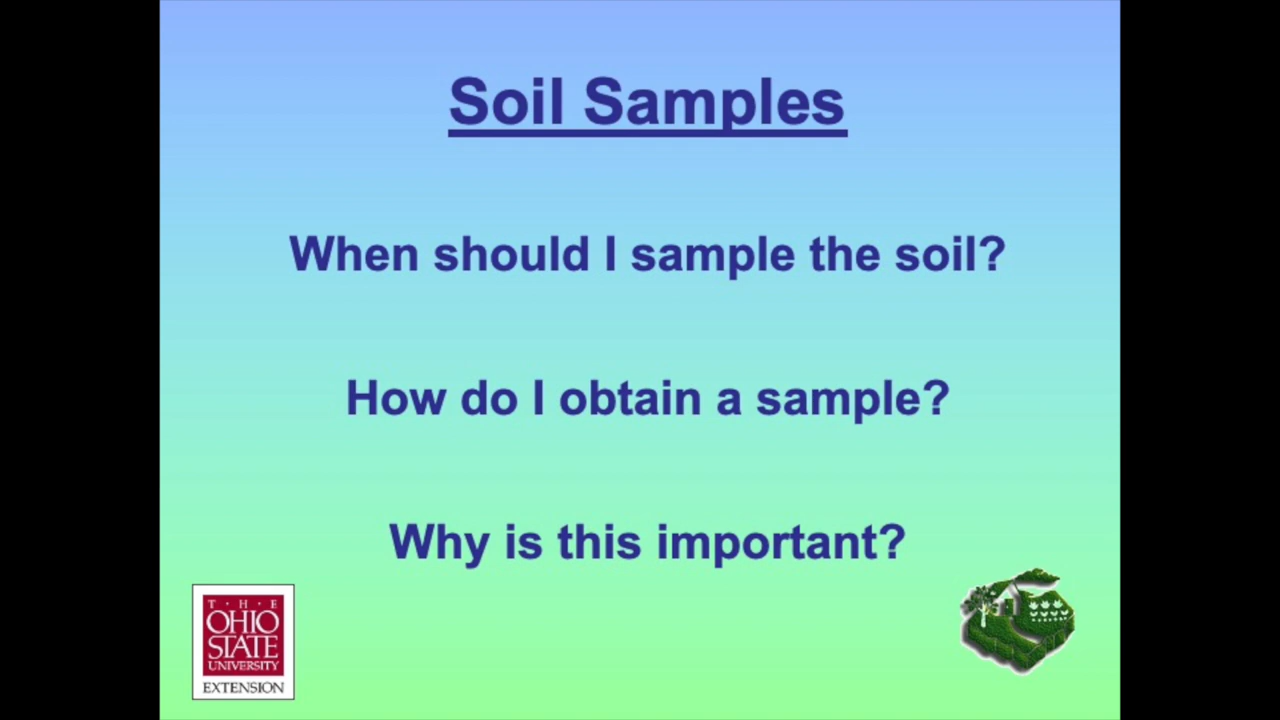 Soil Samples
When should I sample the soil?
How do I obtain a sample?
Why is this important?
T·H·E
OHIO
STATE
UNIVERSITY
EXTENSION